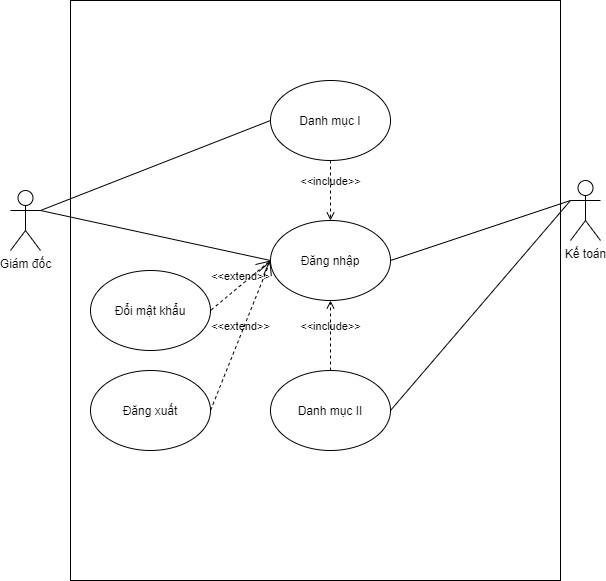 Danh mục I
<<include>>
Giám đốc
Kế toán
Đăng nhập
<<extend>>
Đổi mật khẩu
<<extend>>
<<include>>
Đăng xuất
Danh mục II